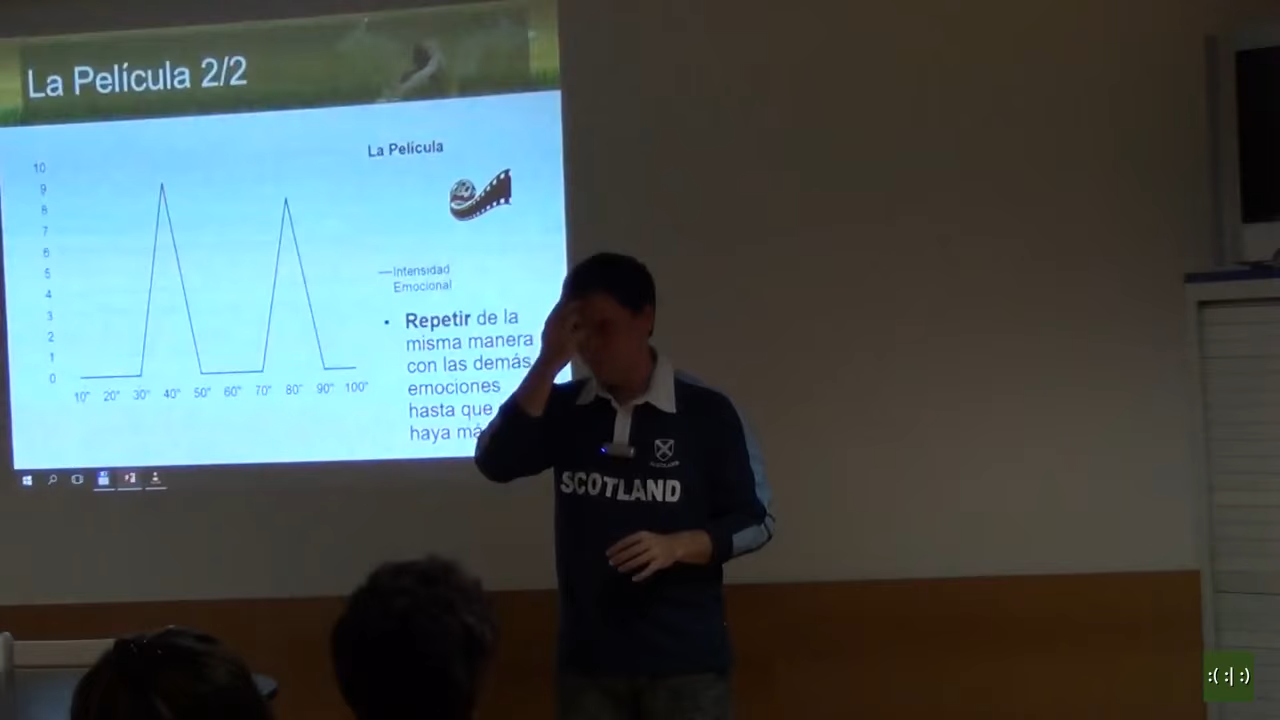 La Película 2/2
La Película
10
9
8
7
6
5
4
3
2
1
0
10" 20" 30" 40" 50" 60" 70" 80" 90" 100"
Intensidad
Emocional
• Repetir de la
misma manera
con las demás
emociones
hasta que
haya
SCOTLAND
SCOTLAND
:( :| :)